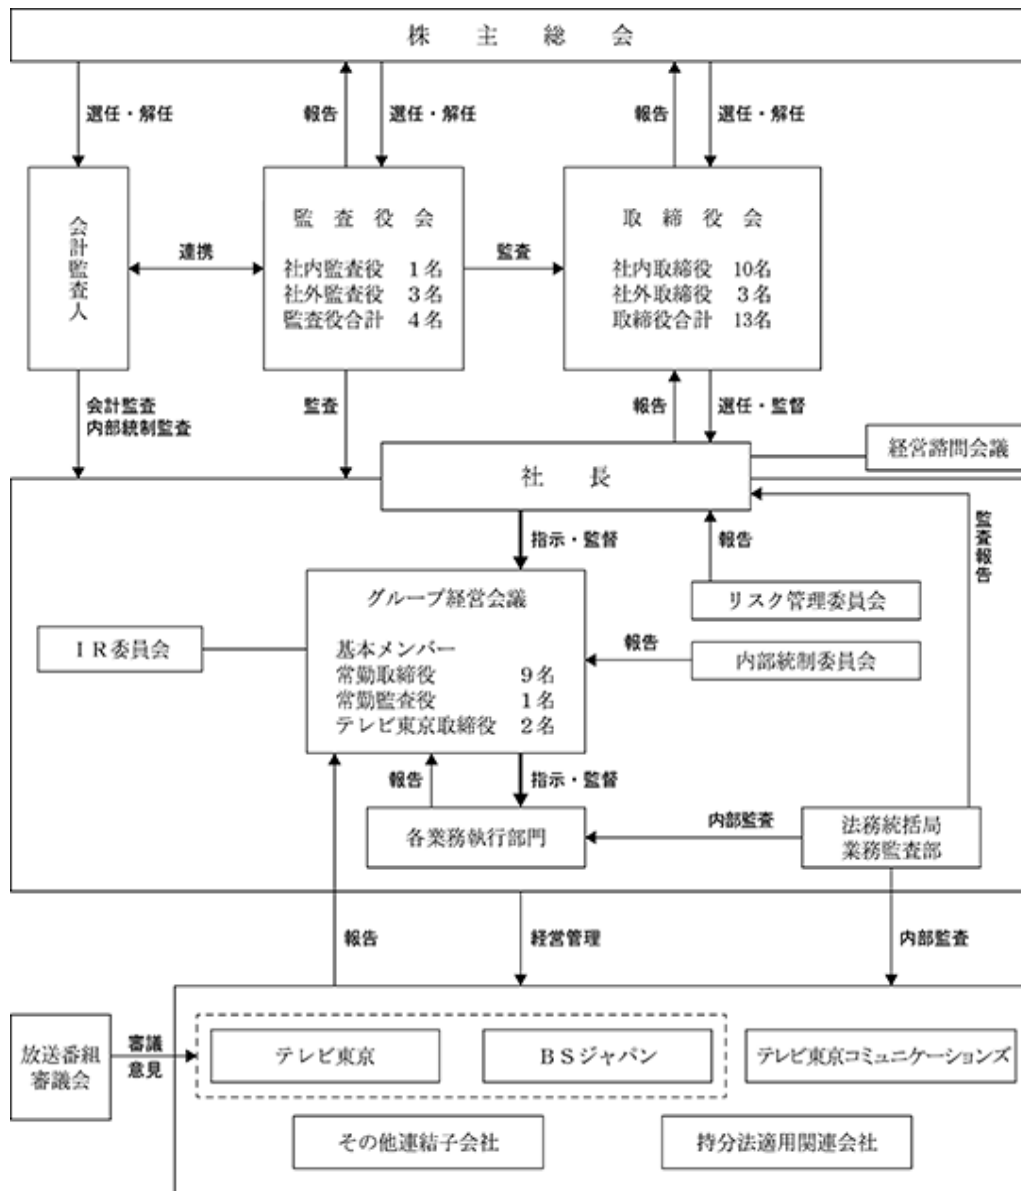 株主総会
選任・解任
報告
選任・解任
報告
選任・解任
会計監査人
連携
監査役会
社内監査役 1名
社外監査役 3名
監査役合計 4名
監査
取締役会
社内取締役 10名
社外取締役 3名
取締役合計 13名
会計監査
内部統制監査
監査
報告
選任・監督
社長
経営諮問会議
指示・監督
報告
監査報告
グループ経営会議
基本メンバー
常勤取締役 9名
常勤監査役 1名
テレビ東京取締役 2名
IR委員会
リスク管理委員会
報告
内部統制委員会
報告
指示・監督
各業務執行部門
内部監査
法務統括局
業務監査部
報告
経営管理
内部監査
放送番組
審議会
審議
意見
テレビ東京
BSジャパン
テレビ東京コミュニケーションズ
その他連結子会社
持分法適用関連会社